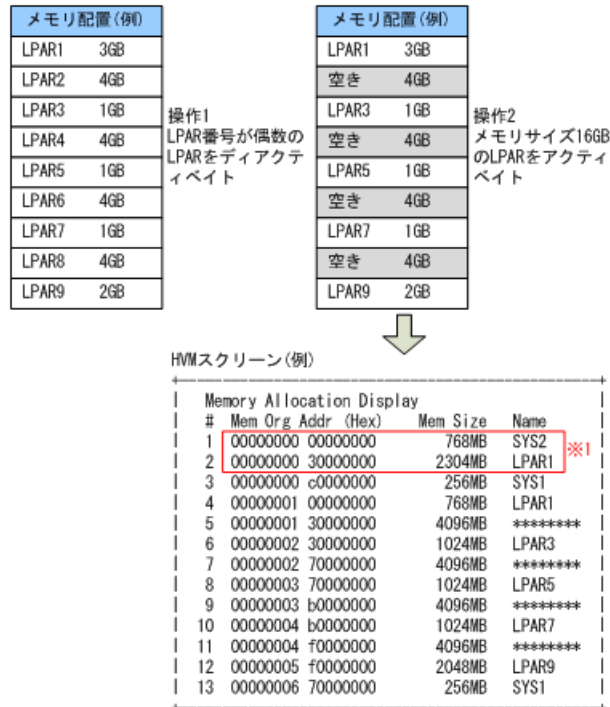 メモリ配置(例)
LPAR1 3GB
LPAR2 4GB
LPAR3 1GB
LPAR4 4GB
LPAR5 1GB
LPAR6 4GB
LPAR7 1GB
LPAR8 4GB
LPAR9 2GB
操作1
LPAR番号が偶数の
LPARをディアクテ
ィベイト
メモリ配置(例)
LPAR1 3GB
空き 4GB
LPAR3 1GB
空き 4GB
LPAR5 1GB
空き 4GB
LPAR7 1GB
空き 4GB
LPAR9 2GB
操作2
メモリサイズ16GB
のLPARをアクティ
ベイト
HVMスクリーン(例)
Memory Allocation Display
# Mem Org Addr (Hex) Mem Size Name
1 00000000 00000000 768MB SYS2
2 00000000 30000000 2304MB LPAR1
※1
3 00000000 c0000000 256MB SYS1
4 00000001 00000000 768MB LPAR1
5 00000001 30000000 4096MB ********
6 00000002 30000000 1024MB LPAR3
7 00000002 70000000 4096MB ********
8 00000003 70000000 1024MB LPAR5
9 00000003 b0000000 4096MB ********
10 00000004 b0000000 1024MB LPAR7
11 00000004 f0000000 4096MB ********
12 00000005 f0000000 2048MB LPAR9
13 00000006 70000000 256MB SYS1